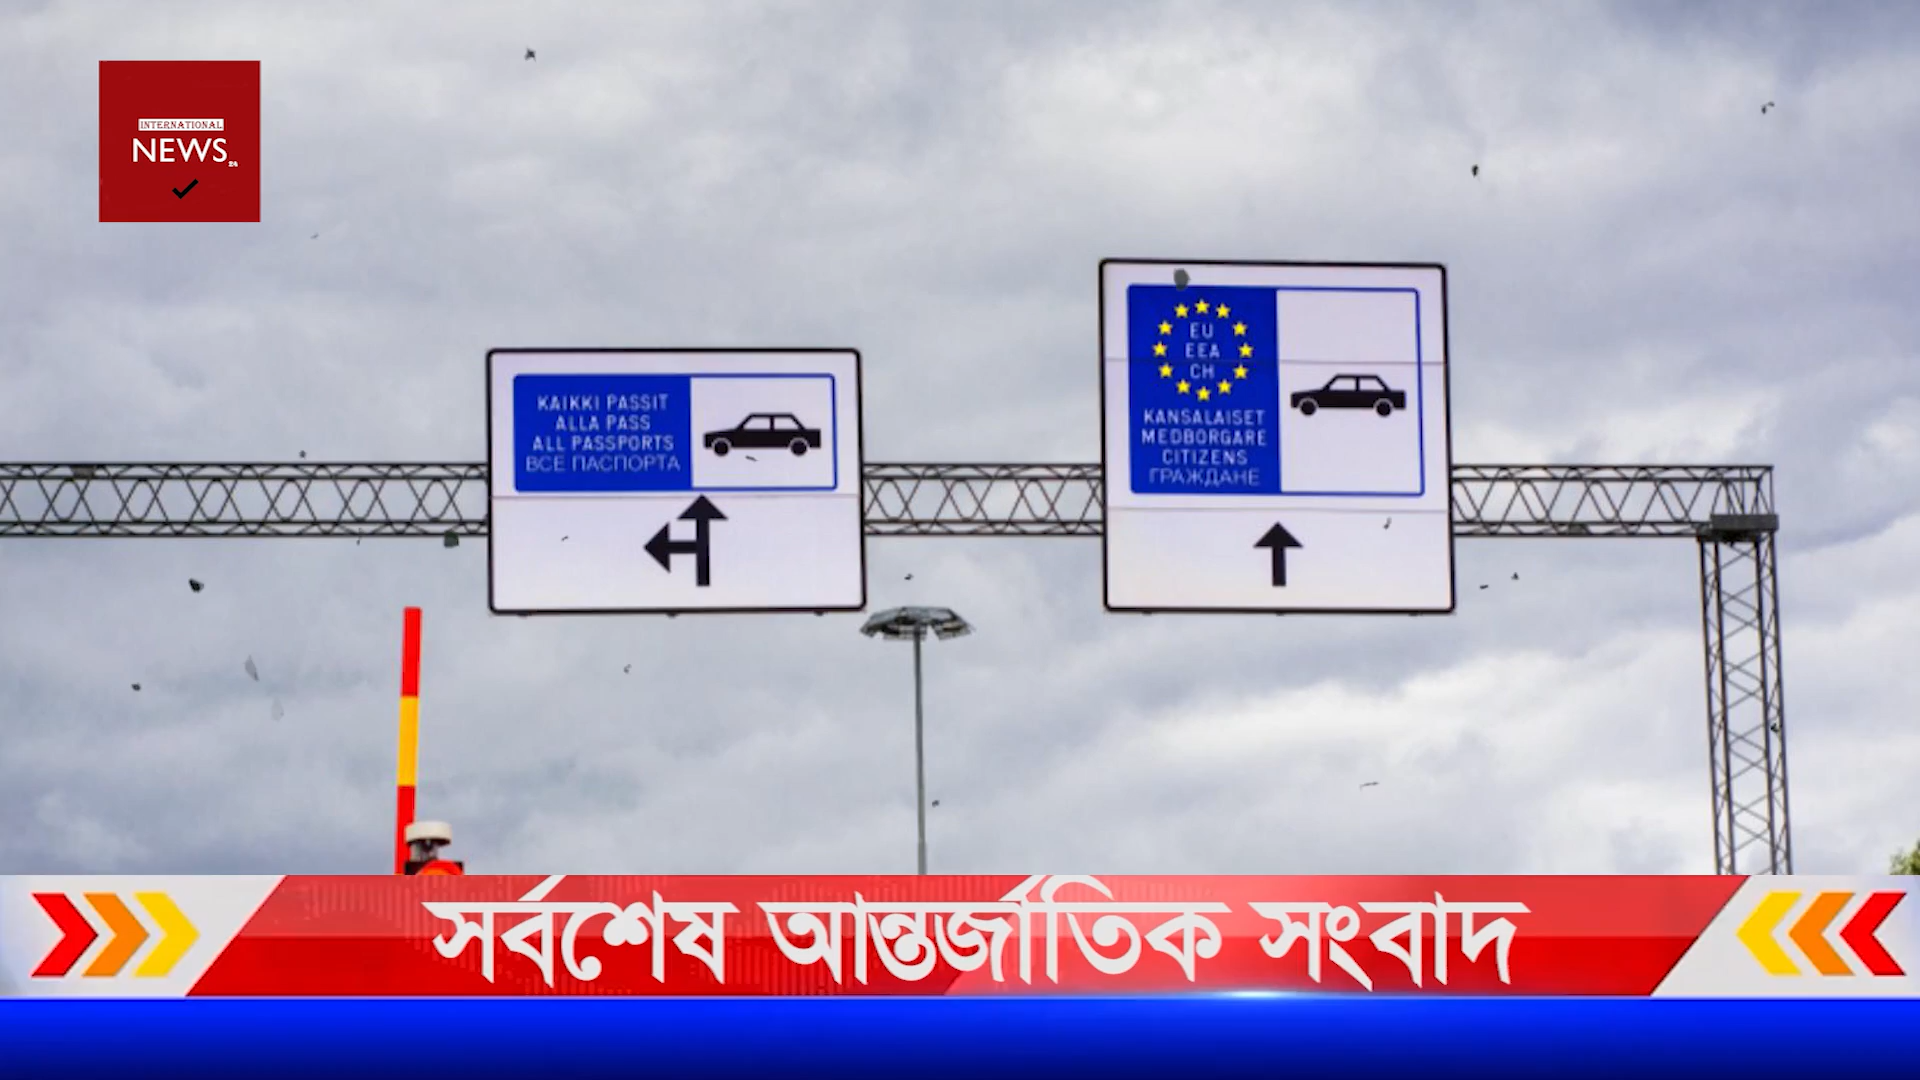 INTERNATIONAL
NEWS
24
EU
EEA
CH
KAIKKI PASSIT
ALLA PASS
ALL PASSPORTS
ВСЕ ПАСПОРТА
KANSALAISET
MEDBORGARE
CITIZENS
ГРАЖДАНЕ
সর্বশেষ আন্তর্জাতিক সংবাদ